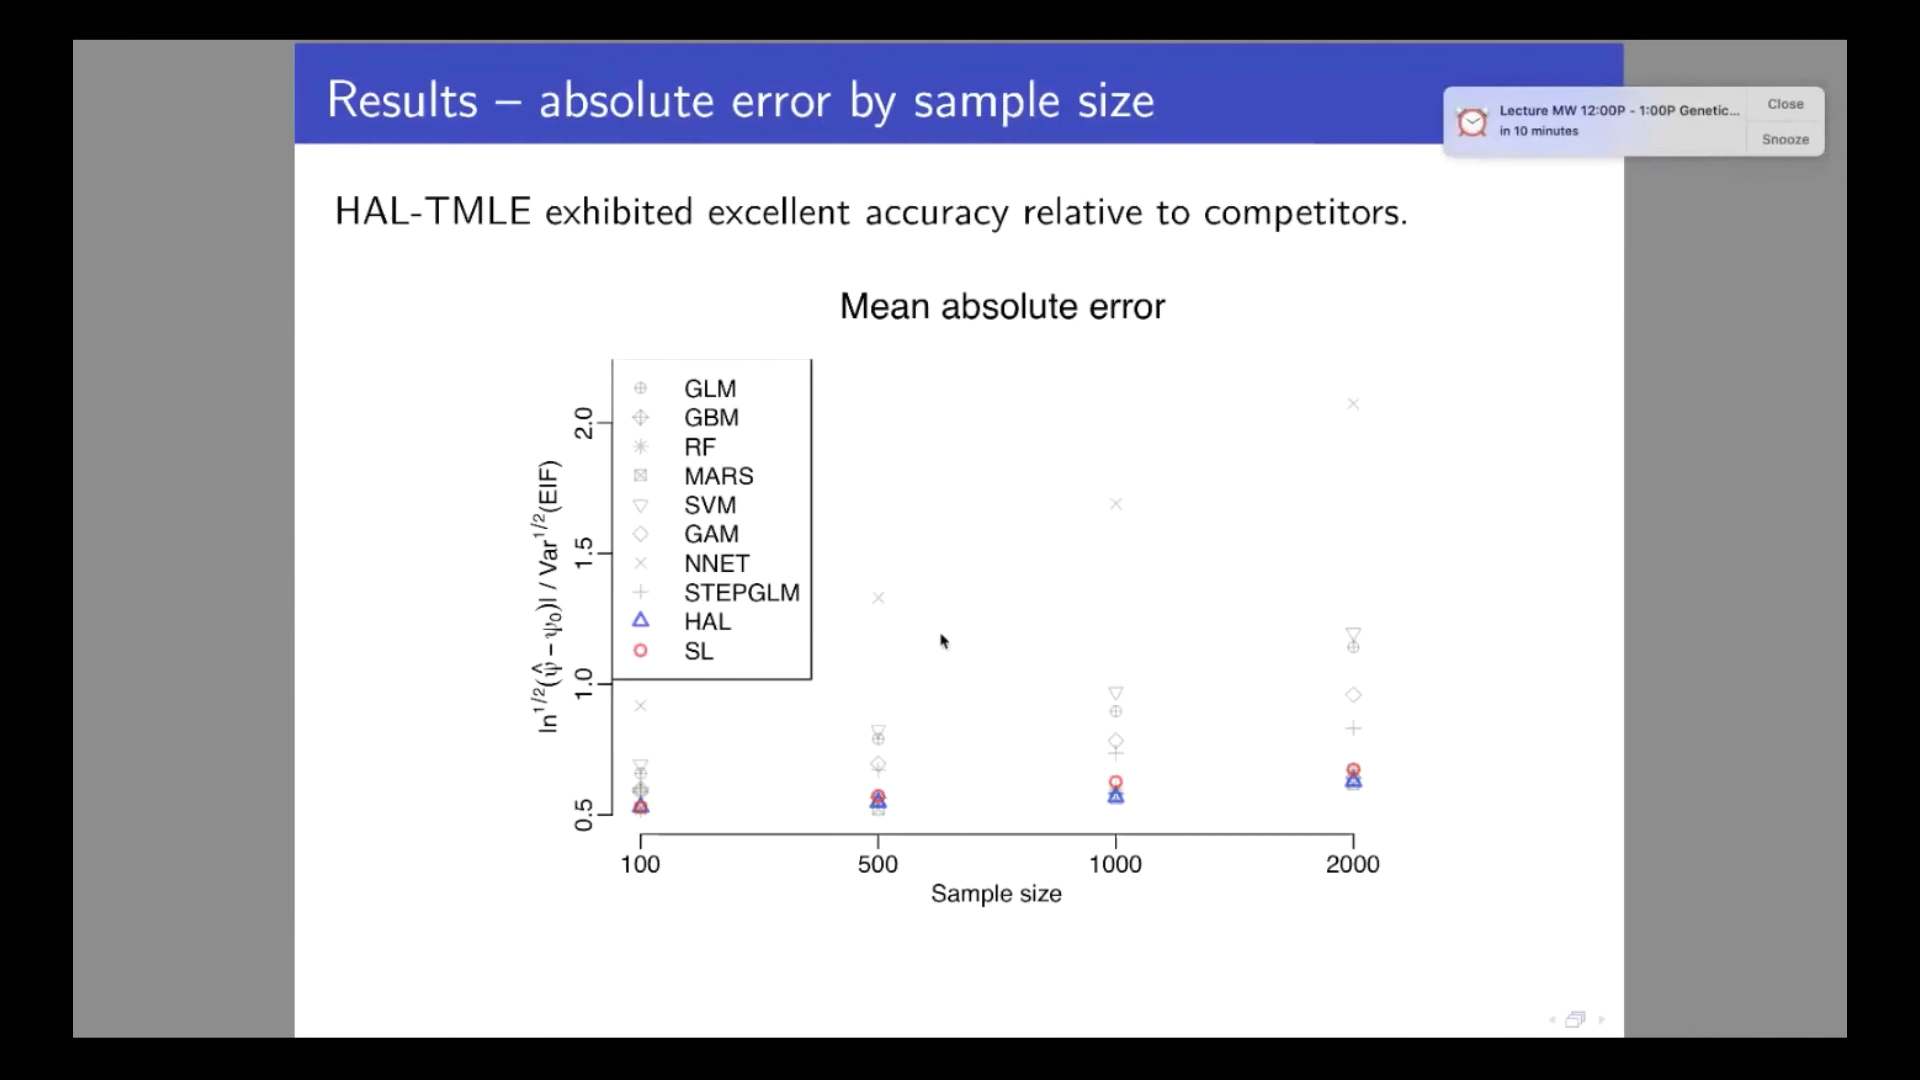 Results – absolute error by sample size
Lecture MW 12:00P - 1:00P Genetic...
in 10 minutes
Close
Snooze
HAL-TMLE exhibited excellent accuracy relative to competitors.
Mean absolute error
GLM
GBM
RF
MARS
SVM
GAM
NNET
STEPGLM
HAL
SL
|n^1/2(ψ̂ − ψ₀)| / Var^1/2(EIF)
2.0
1.5
1.0
0.5
100 500 1000 2000
Sample size